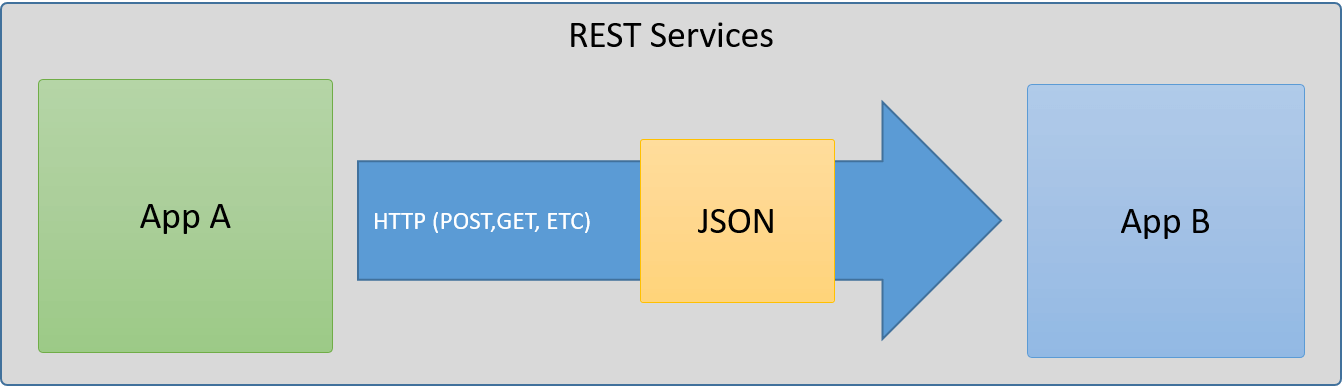 REST Services
App A
HTTP (POST,GET, ETC)
JSON
App B